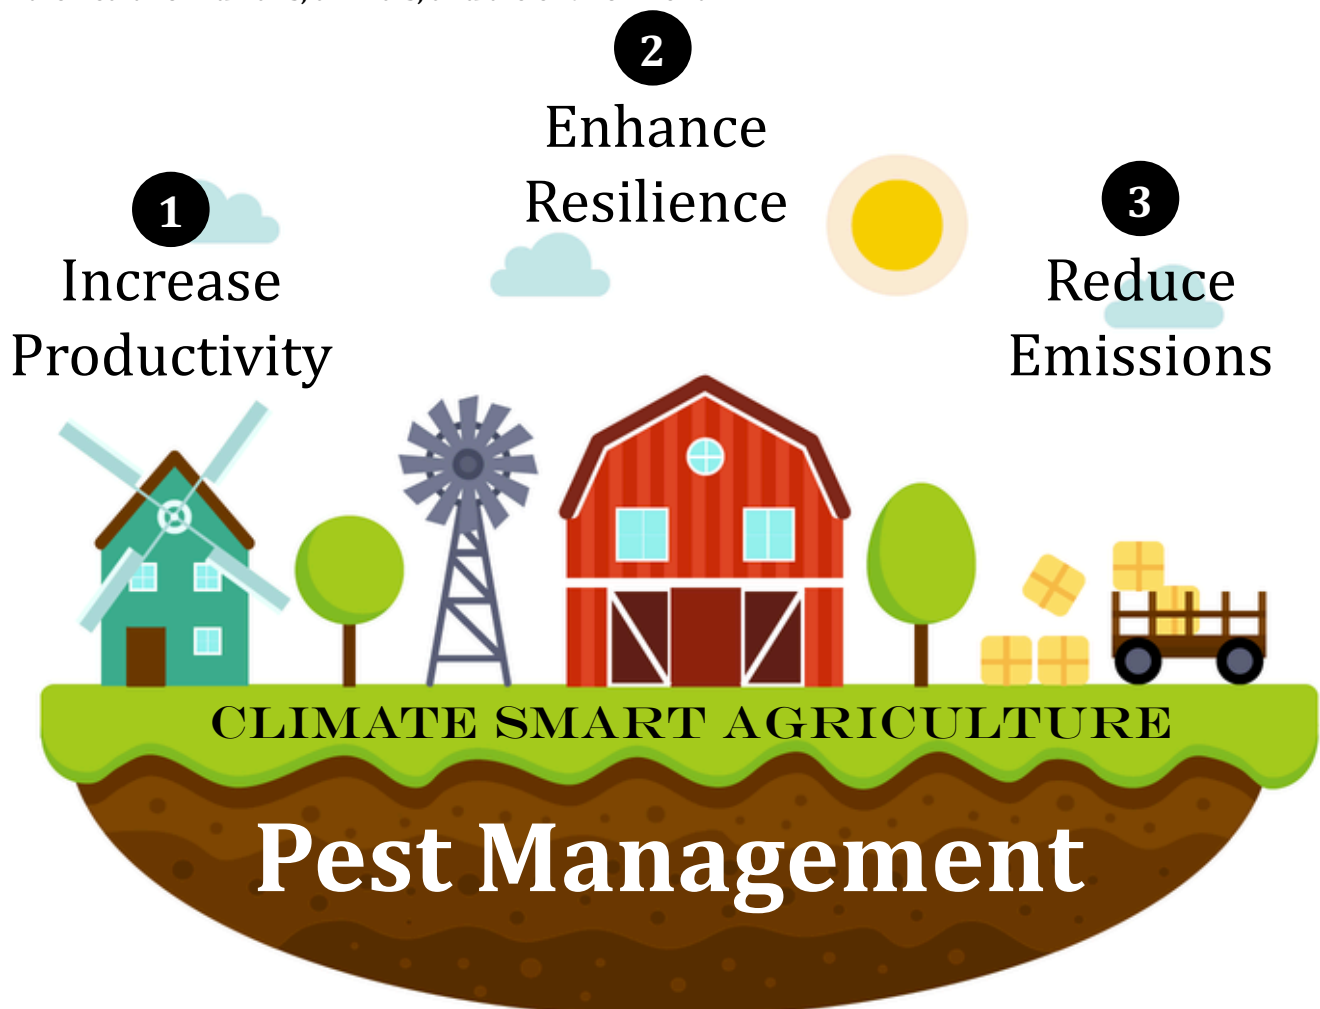 1
Increase
Productivity
2
Enhance
Resilience
3
Reduce
Emissions
CLIMATE SMART AGRICULTURE
Pest Management